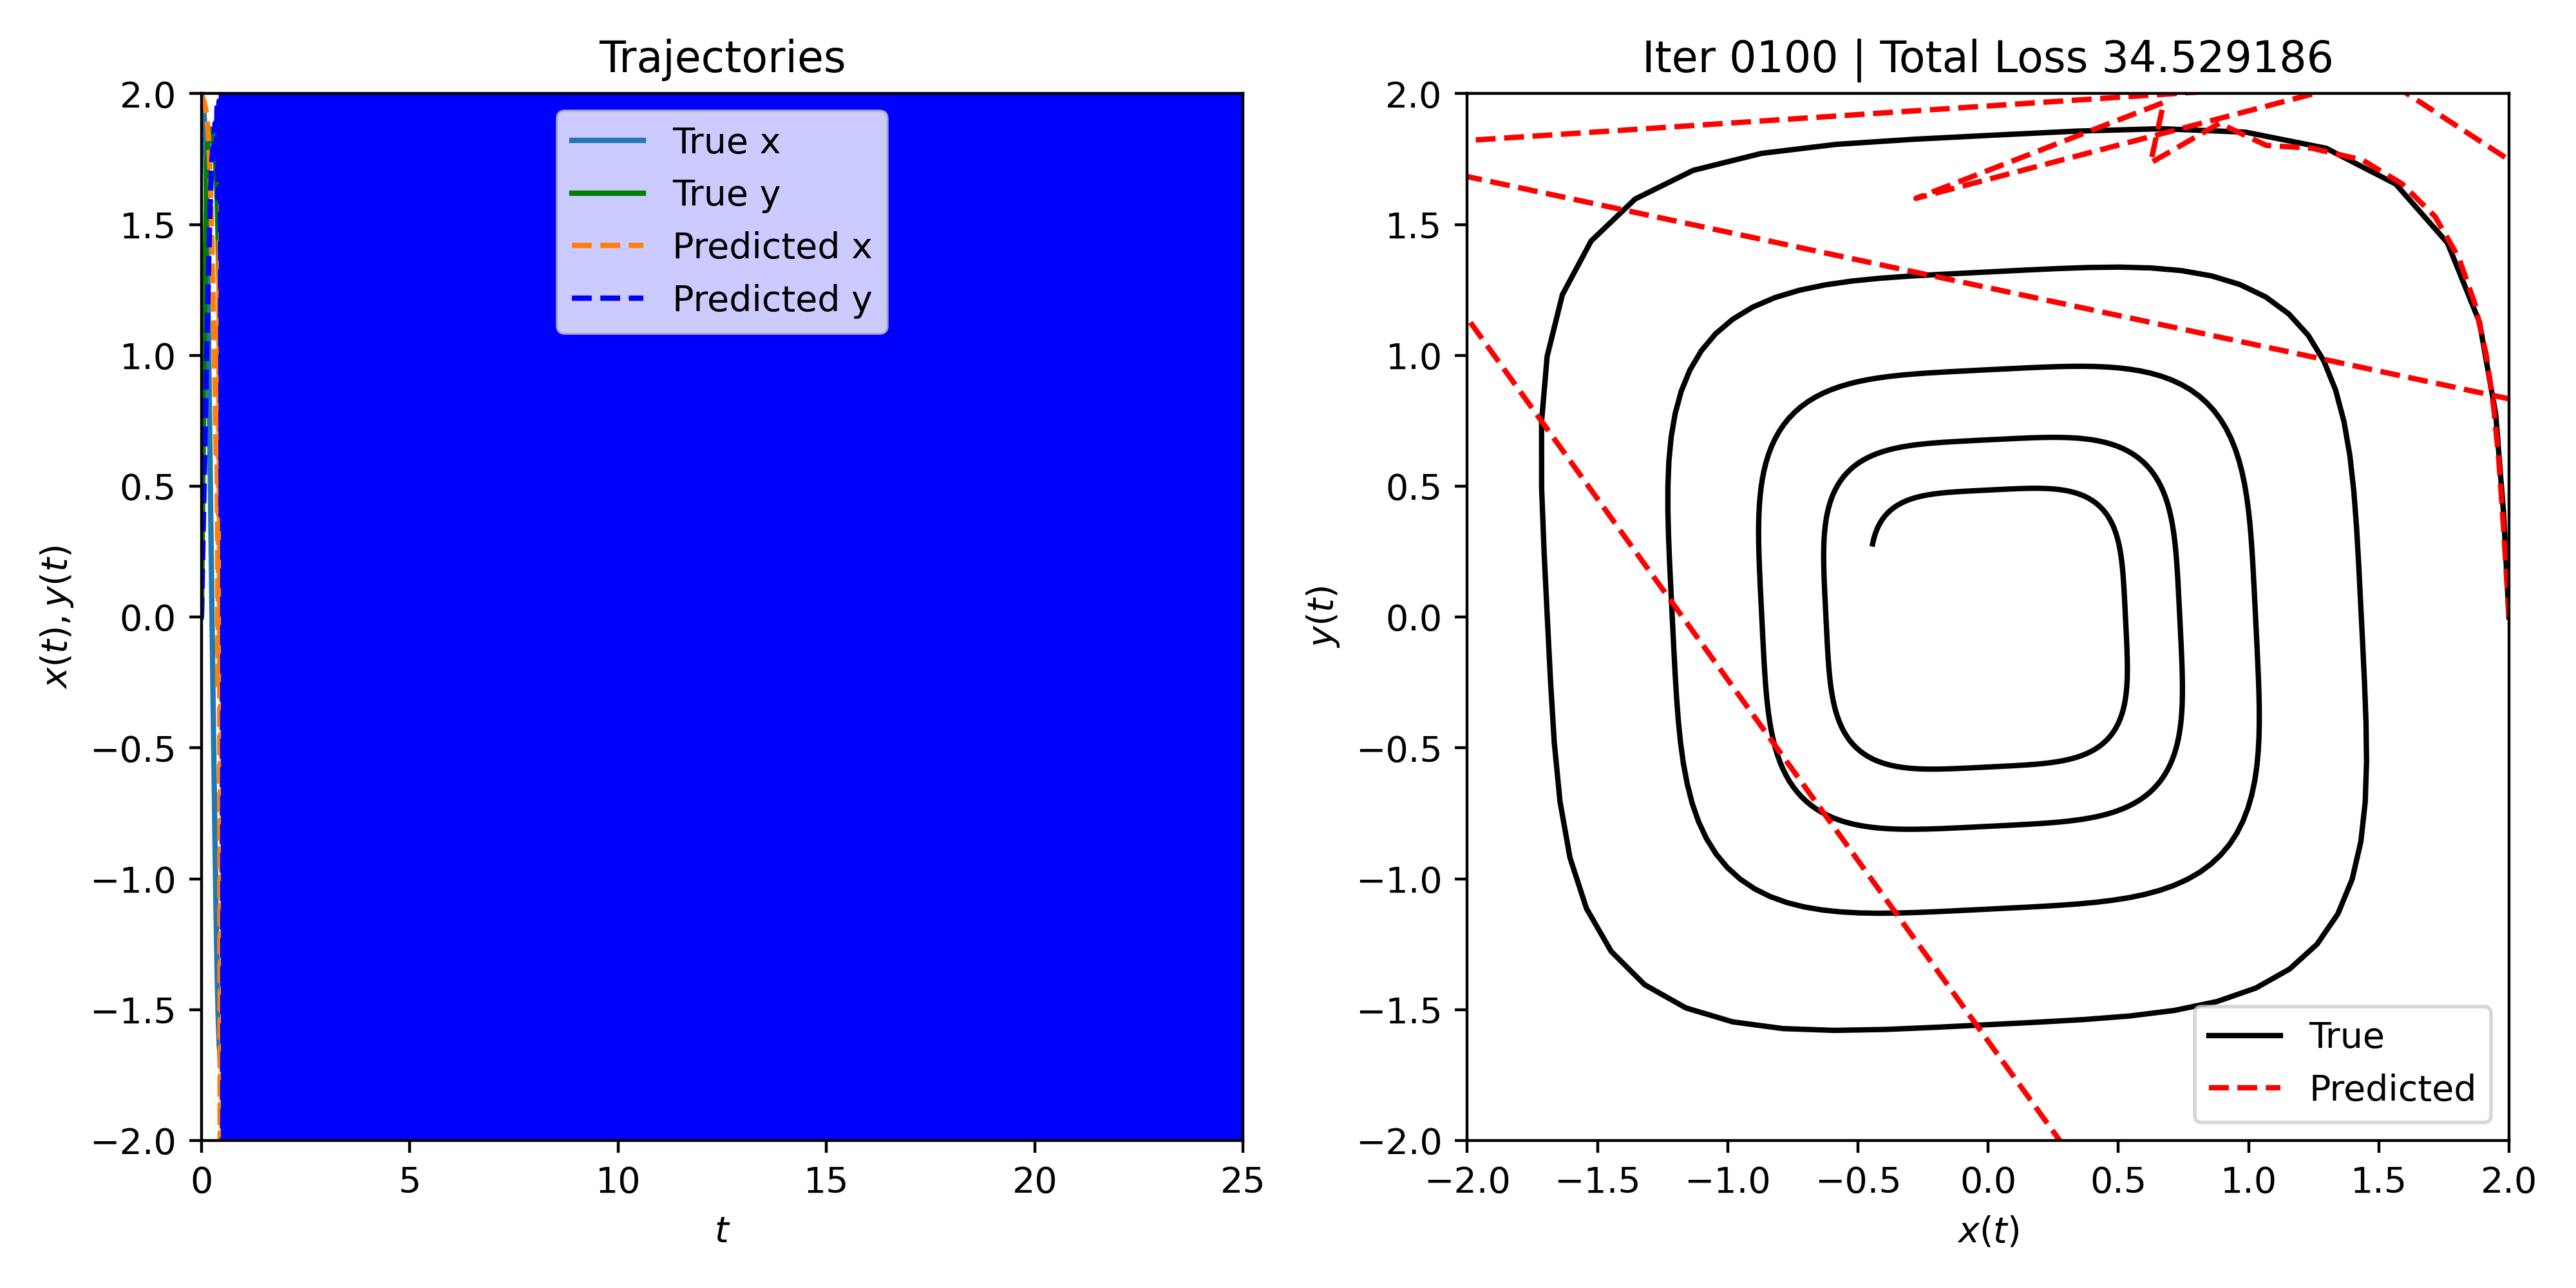 Trajectories
2.0
1.5
1.0
0.5
0.0
−0.5
−1.0
−1.5
−2.0
x(t), y(t)
True x
True y
Predicted x
Predicted y
0 5 10 15 20 25
t
Iter 0100 | Total Loss 34.529186
2.0
1.5
1.0
0.5
0.0
−0.5
−1.0
−1.5
−2.0
y(t)
True
Predicted
−2.0 −1.5 −1.0 −0.5 0.0 0.5 1.0 1.5 2.0
x(t)